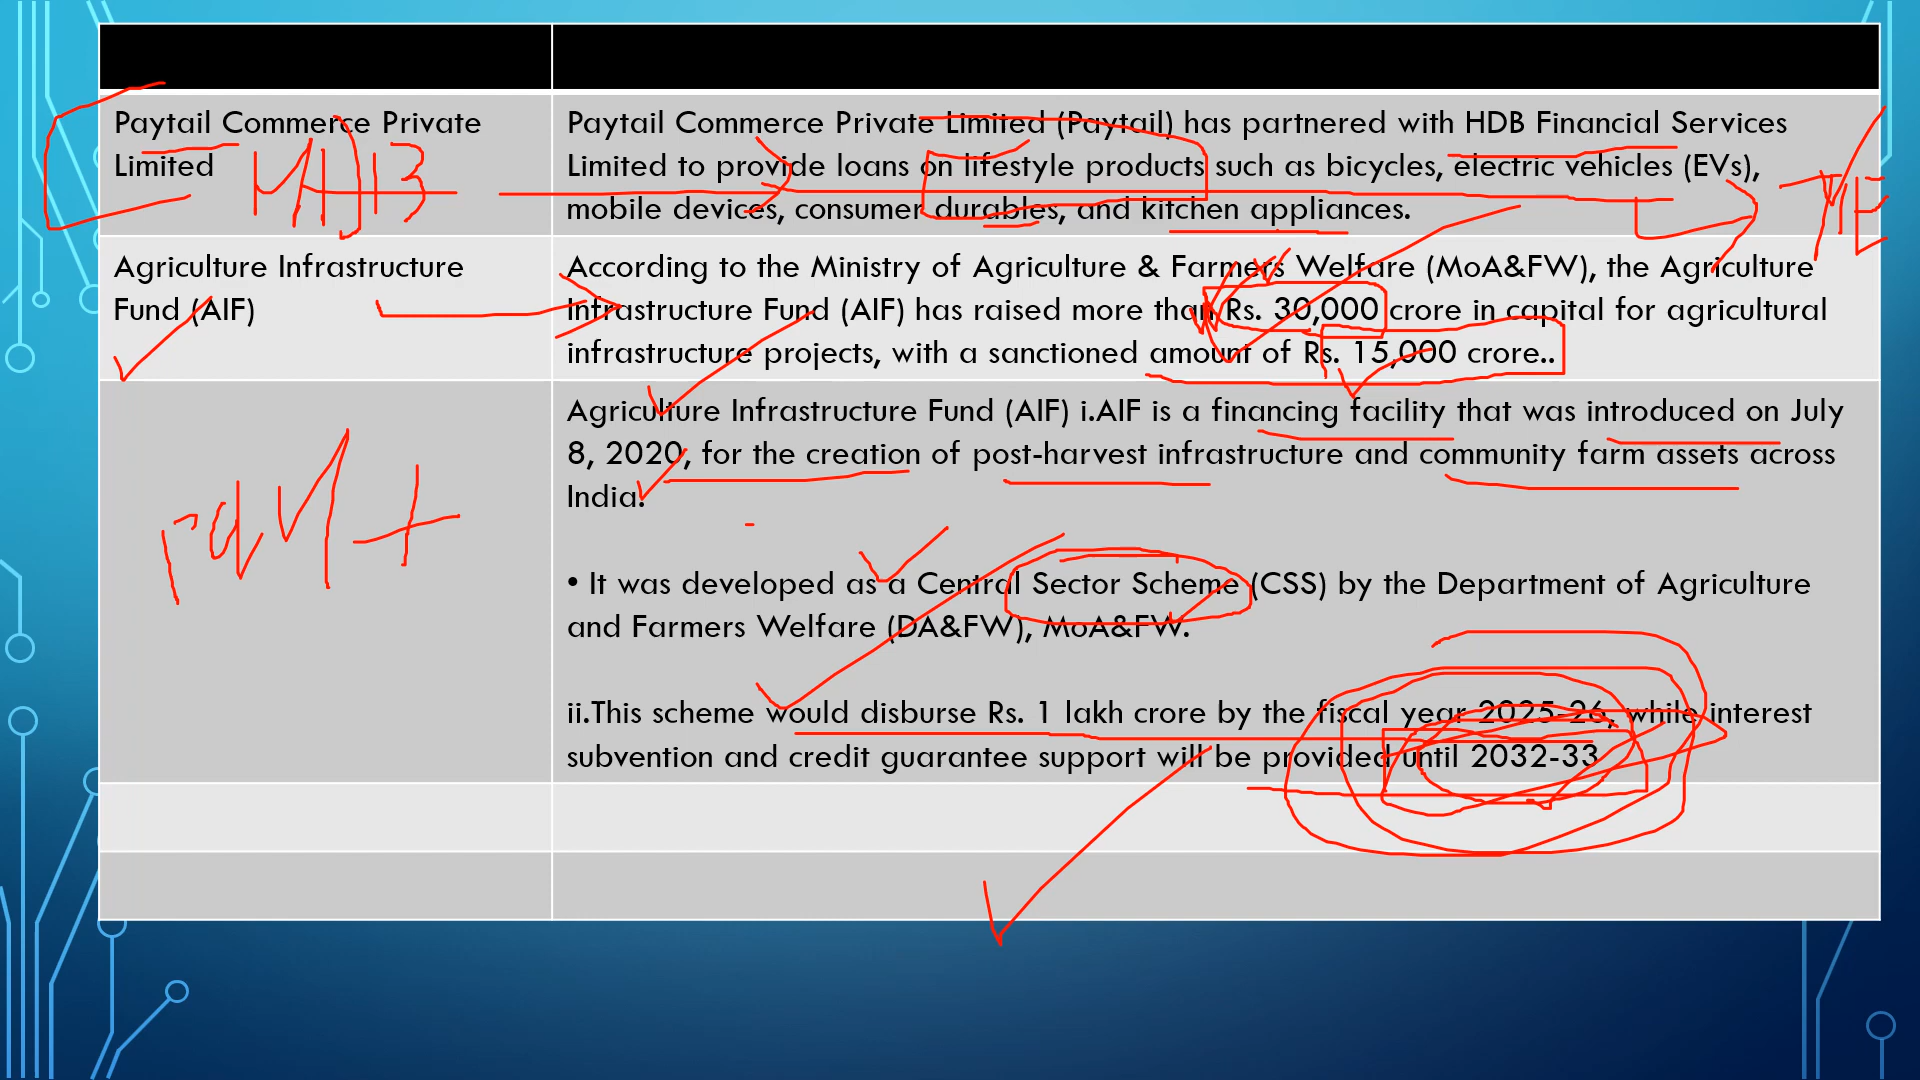 Paytail Commerce Private
Limited
Paytail Commerce Private Limited (Paytail) has partnered with HDB Financial Services
Limited to provide loans on lifestyle products such as bicycles, electric vehicles (EVs),
mobile devices, consumer durables, and kitchen appliances.
Agriculture Infrastructure
Fund (AIF)
According to the Ministry of Agriculture & Farmers Welfare (MoA&FW), the Agriculture
Infrastructure Fund (AIF) has raised more than Rs. 30,000 crore in capital for agricultural
infrastructure projects, with a sanctioned amount of Rs. 15,000 crore..
Agriculture Infrastructure Fund (AIF) i.AIF is a financing facility that was introduced on July
8, 2020, for the creation of post-harvest infrastructure and community farm assets across
India.
• It was developed as a Central Sector Scheme (CSS) by the Department of Agriculture
and Farmers Welfare (DA&FW), MoA&FW.
ii.This scheme would disburse Rs. 1 lakh crore by the fiscal year 2025-26, while interest
subvention and credit guarantee support will be provided until 2032-33